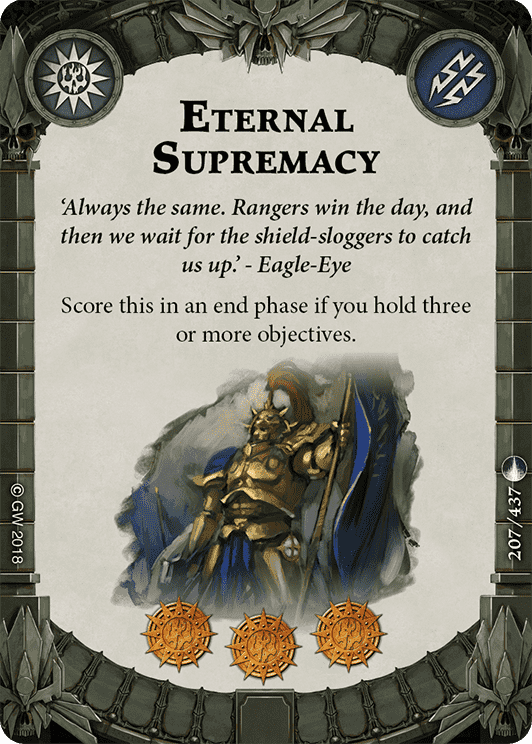 ETERNAL
SUPREMACY
‘Always the same. Rangers win the day, and
then we wait for the shield-sloggers to catch
us up.’ - Eagle-Eye
Score this in an end phase if you hold three
or more objectives.
© GW 2018
207/437